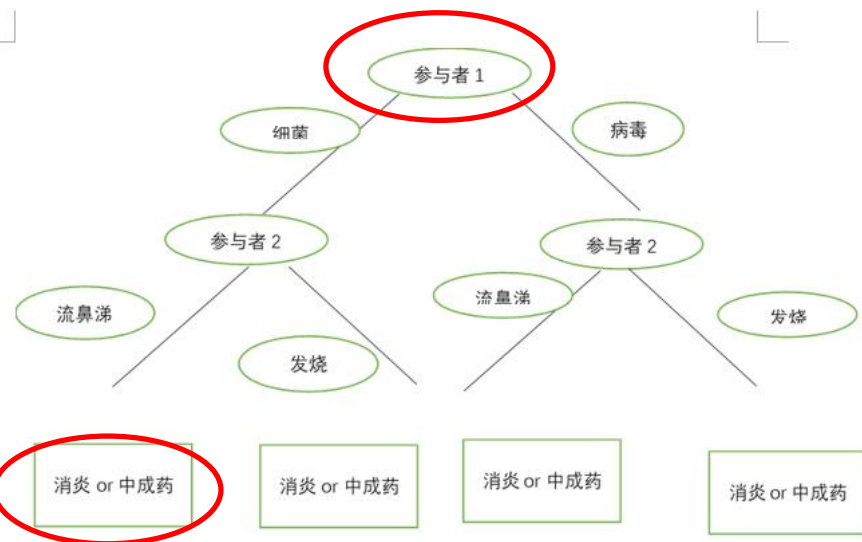 参与者 1
细菌
病毒
参与者 2
参与者 2
流鼻涕
发烧
流鼻涕
发烧
消炎 or 中成药
消炎 or 中成药
消炎 or 中成药
消炎 or 中成药